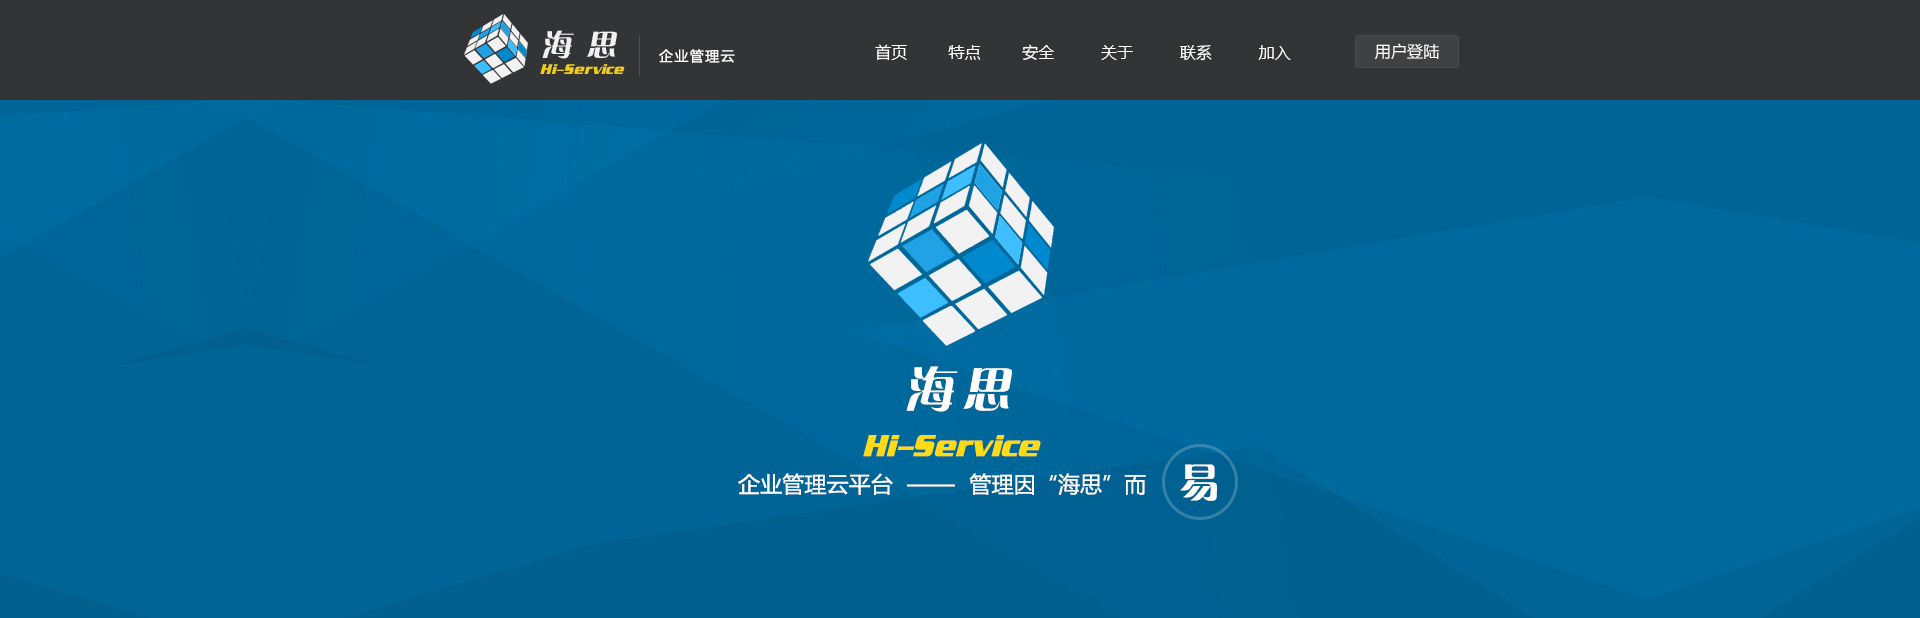 海思
Hi-Service
企业管理云
首页 特点 安全 关于 联系 加入 用户登陆
海思
Hi-Service
企业管理云平台 —— 管理因“海思”而 易